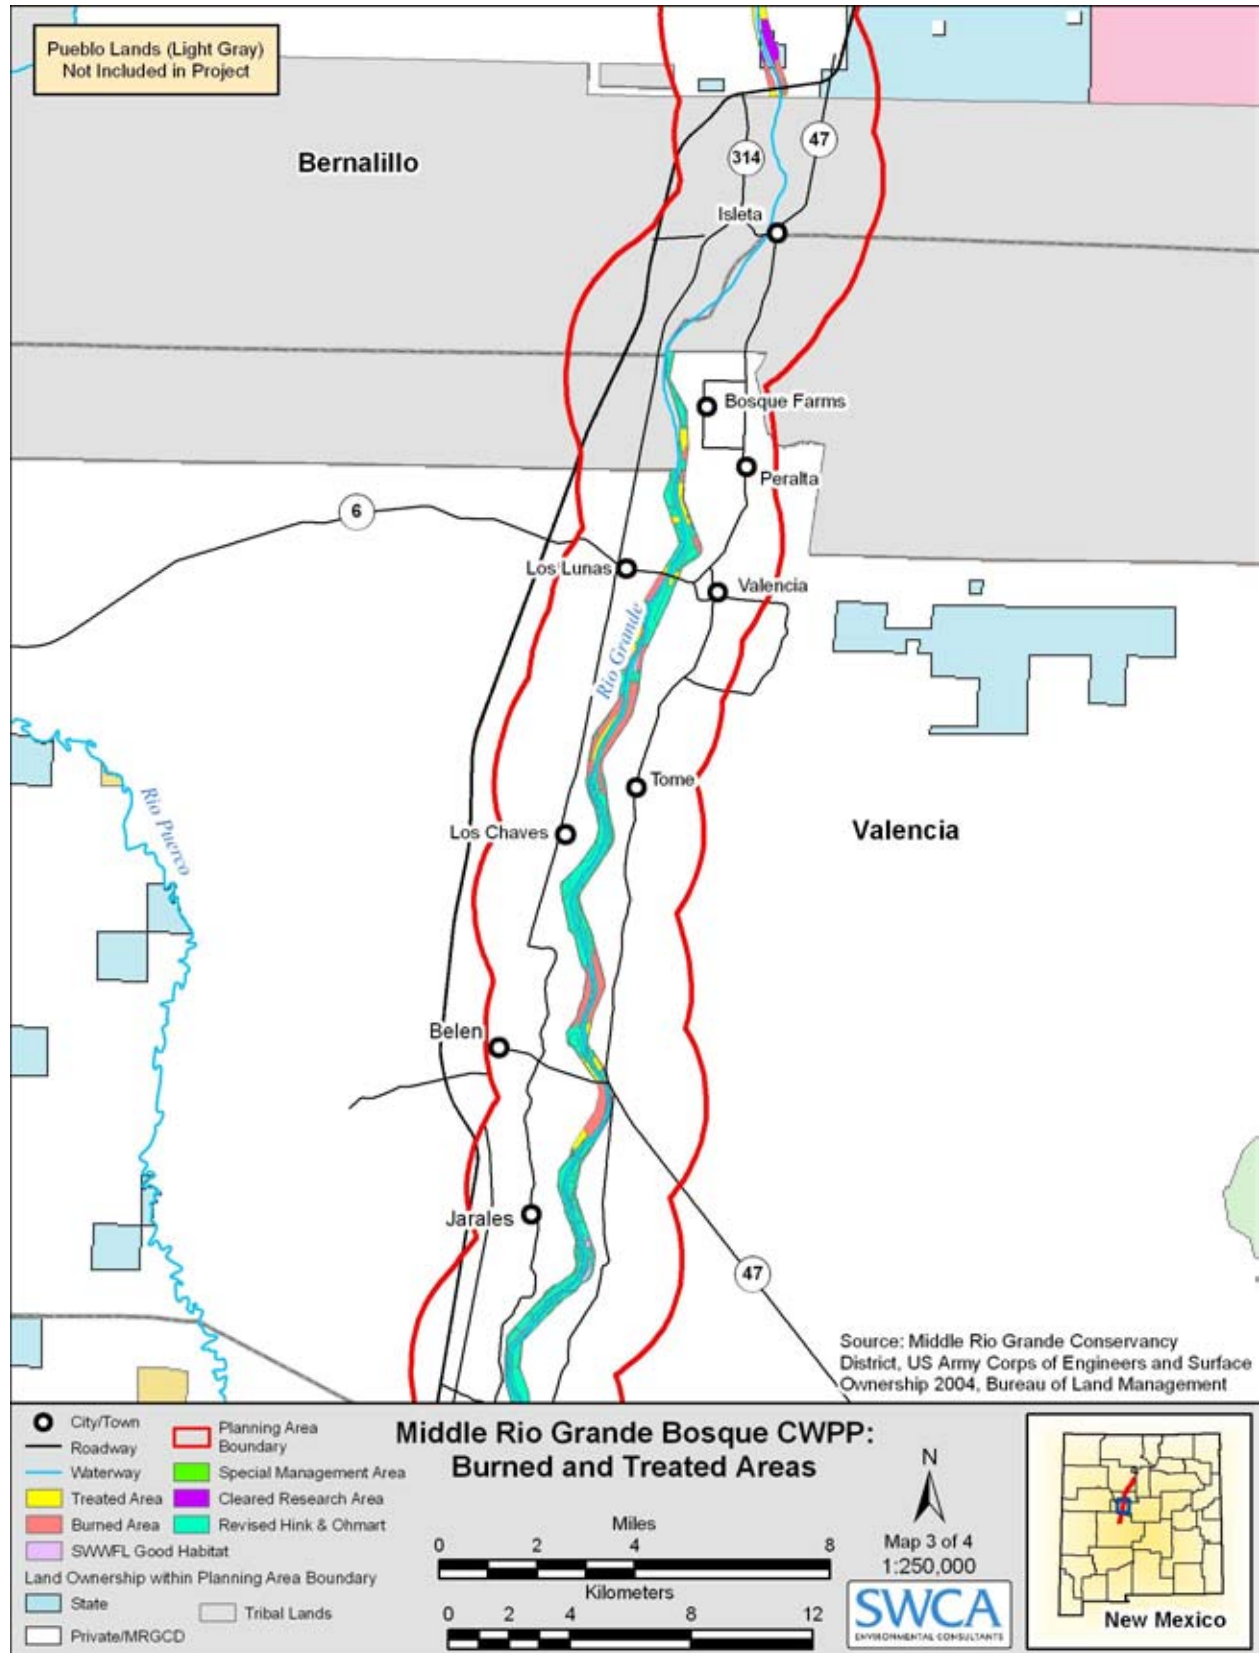 Pueblo Lands (Light Gray)
Not Included in Project
Bernalillo
47
314
Isleta
Bosque Farms
Peralta
6
Los Lunas
Valencia
Rio Grande
Tome
Rio Puerco
Los Chaves
Valencia
Belen
Jarales
47
Source: Middle Rio Grande Conservancy
District, US Army Corps of Engineers and Surface
Ownership 2004, Bureau of Land Management
City/Town
Roadway
Waterway
Treated Area
Burned Area
SWWFL Good Habitat
Planning Area
Boundary
Special Management Area
Cleared Research Area
Revised Hink & Ohmart
Land Ownership within Planning Area Boundary
State
Tribal Lands
Private/MRGCD
Middle Rio Grande Bosque CWPP:
Burned and Treated Areas
Miles
0 2 4 8
Kilometers
0 2 4 8 12
N
Map 3 of 4
1:250,000
SWCA
ENVIRONMENTAL CONSULTANTS
New Mexico